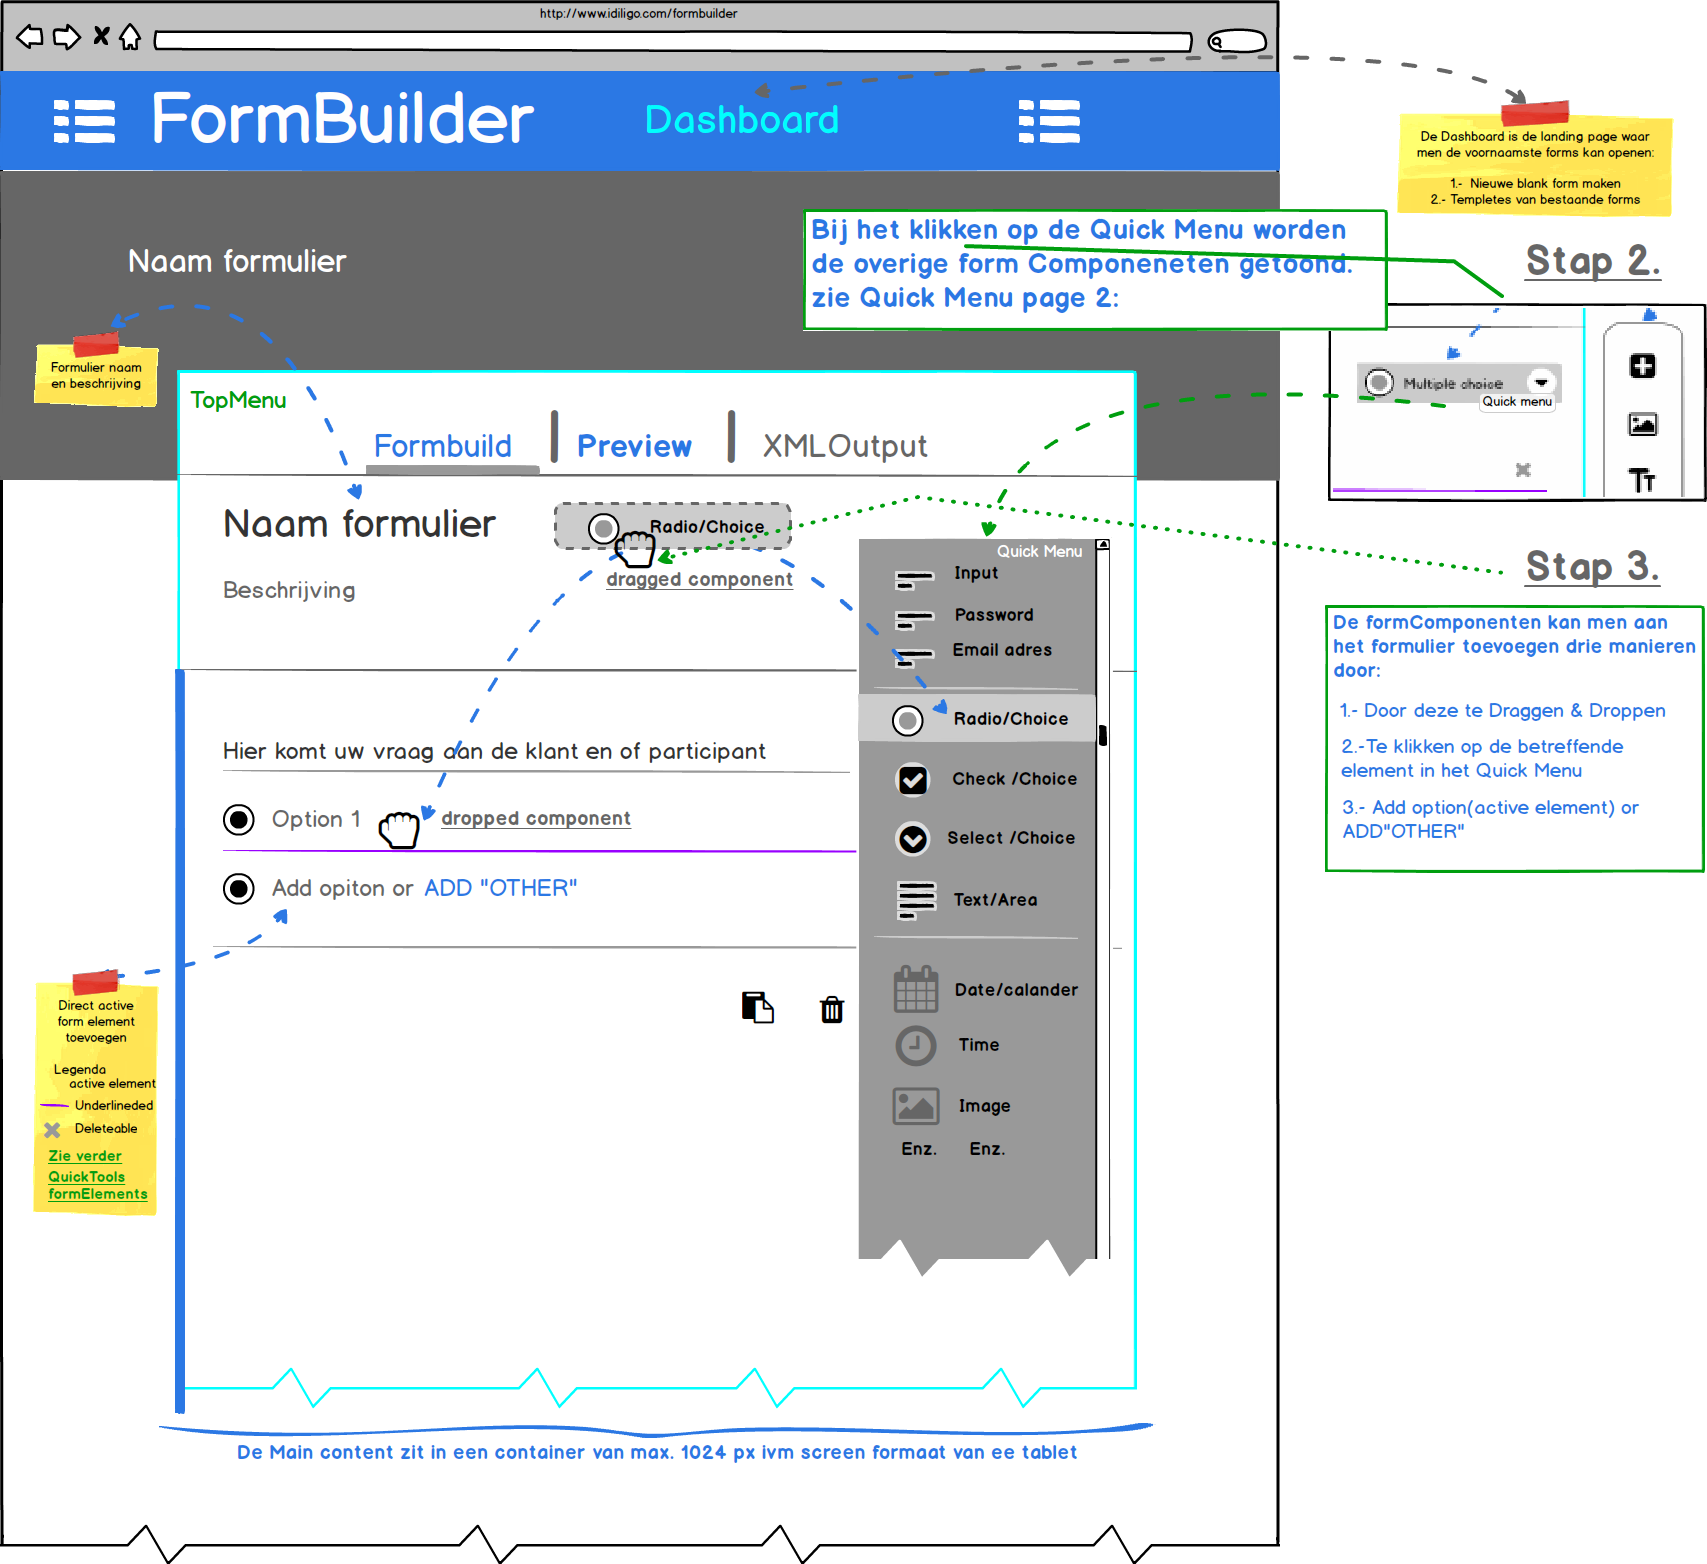 http://www.idiligo.com/formbuilder
FormBuilder
Dashboard
De Dashboard is de landing page waar
men de voornaamste forms kan openen:
1.- Nieuwe blank form maken
2.- Templetes van bestaande forms
Naam formulier
Bij het klikken op de Quick Menu worden
de overige form Componeneten getoond.
zie Quick Menu page 2:
Stap 2.
Multiple choice
Quick menu
Formulier naam
en beschrijving
TopMenu
Formbuild
Preview
XMLOutput
Naam formulier
Radio/Choice
dragged component
Beschrijving
Quick Menu
Input
Password
Email adres
Radio/Choice
Check /Choice
Select /Choice
Text/Area
Date/calander
Time
Image
Enz. Enz.
Stap 3.
De formComponenten kan men aan
het formulier toevoegen drie manieren
door:
1.- Door deze te Draggen & Droppen
2.-Te klikken op de betreffende
element in het Quick Menu
3.- Add option(active element) or
ADD"OTHER"
Hier komt uw vraag aan de klant en of participant
Option 1
dropped component
Add opiton or ADD "OTHER"
Direct active
form element
toevoegen
Legenda
active element
Underlineded
Deleteable
Zie verder
QuickTools
formElements
De Main content zit in een container van max. 1024 px ivm screen formaat van ee tablet